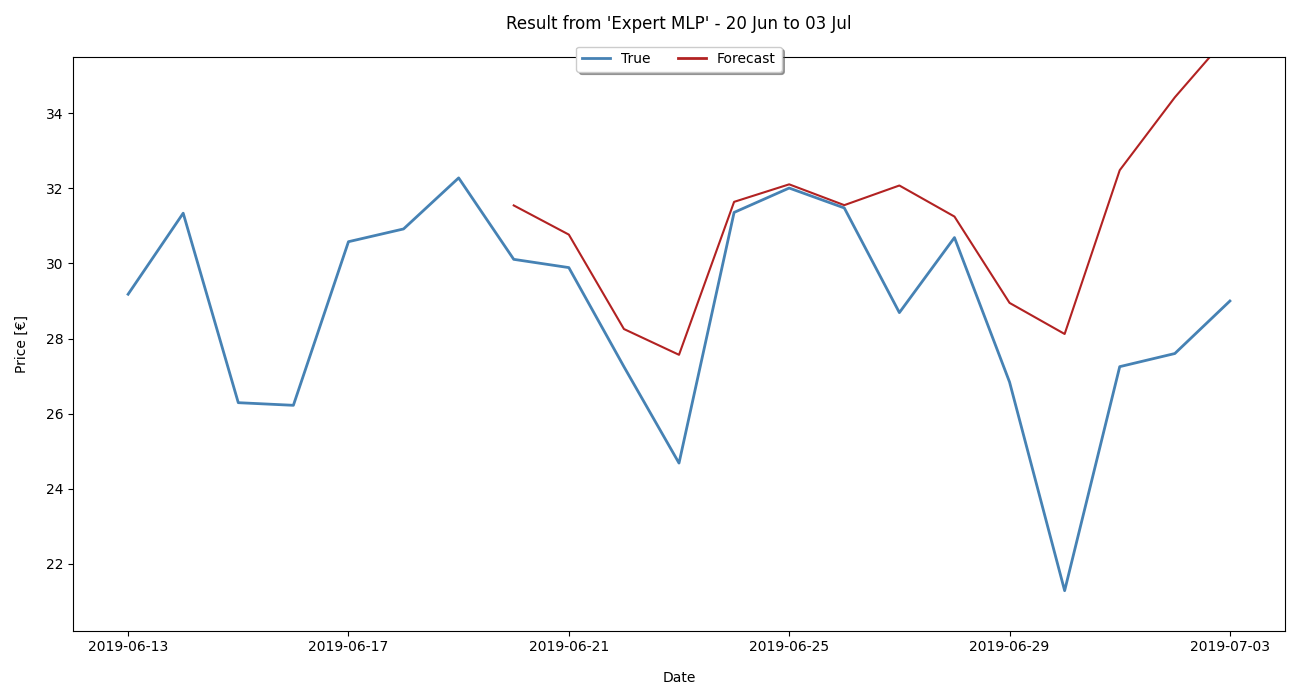 Result from 'Expert MLP' - 20 Jun to 03 Jul
True Forecast
34
32
30
28
26
24
22
Price [€]
2019-06-13 2019-06-17 2019-06-21 2019-06-25 2019-06-29 2019-07-03
Date